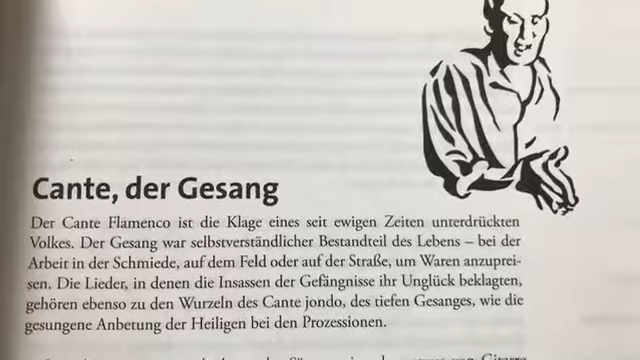 Cante, der Gesang
Der Cante Flamenco ist die Klage eines seit ewigen Zeiten unterdrückten
Volkes. Der Gesang war selbstverständlicher Bestandteil des Lebens – bei der
Arbeit in der Schmiede, auf dem Feld oder auf der Straße, um Waren anzuprei-
sen. Die Lieder, in denen die Insassen der Gefängnisse ihr Unglück beklagten,
gehören ebenso zu den Wurzeln des Cante jondo, des tiefen Gesanges, wie die
gesungene Anbetung der Heiligen bei den Prozessionen.